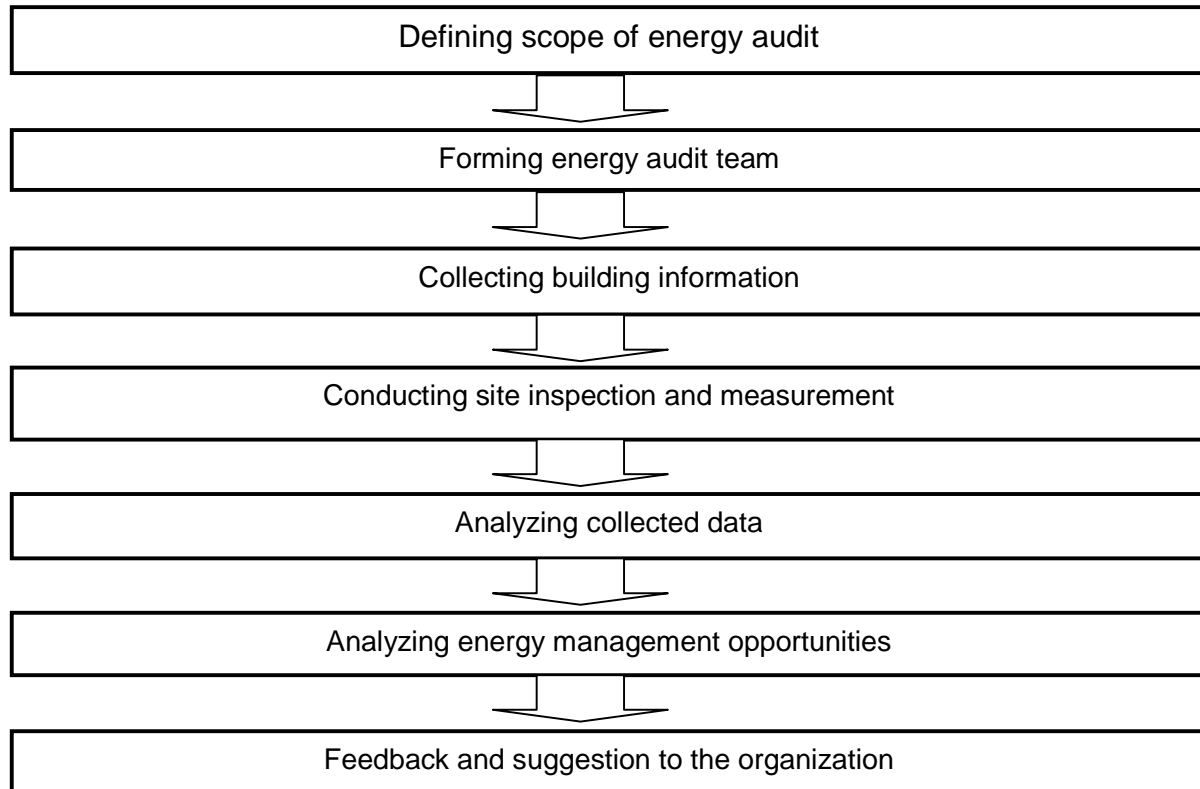 Defining scope of energy audit
Forming energy audit team
Collecting building information
Conducting site inspection and measurement
Analyzing collected data
Analyzing energy management opportunities
Feedback and suggestion to the organization